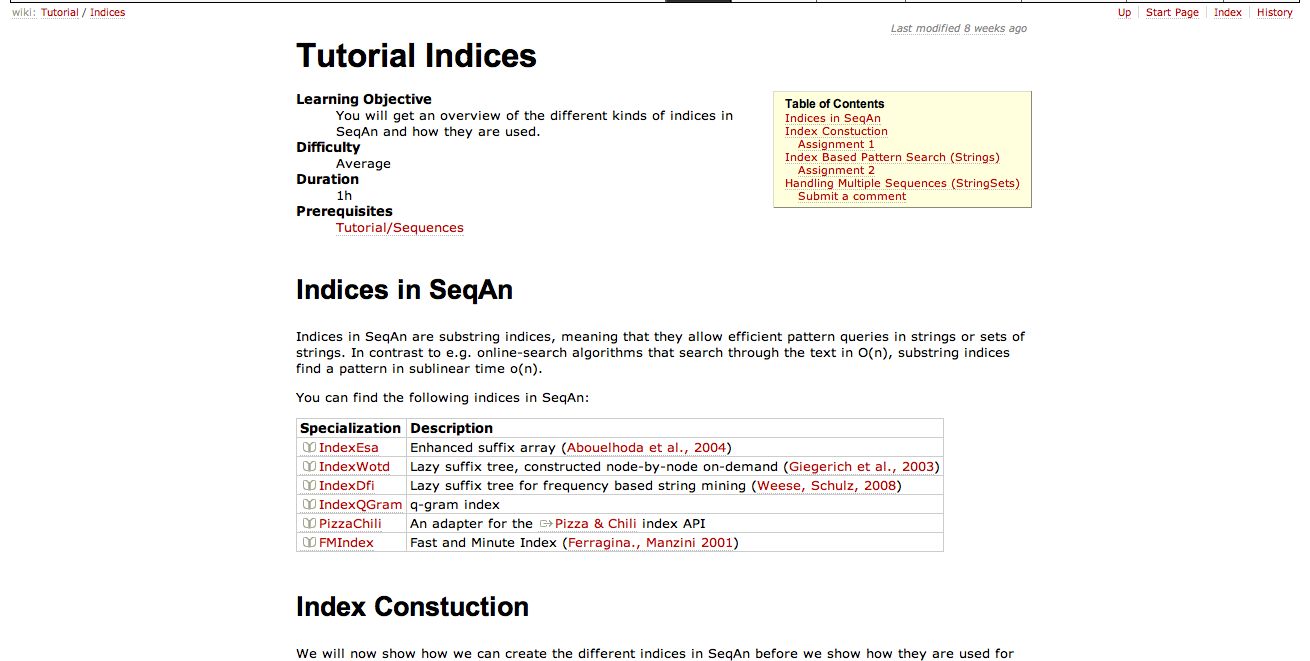 wiki: Tutorial / Indices
Up Start Page Index History
Last modified 8 weeks ago
Tutorial Indices
Learning Objective
You will get an overview of the different kinds of indices in
SeqAn and how they are used.
Difficulty
Average
Duration
1h
Prerequisites
Tutorial/Sequences
Table of Contents
Indices in SeqAn
Index Constuction
Assignment 1
Index Based Pattern Search (Strings)
Assignment 2
Handling Multiple Sequences (StringSets)
Submit a comment
Indices in SeqAn
Indices in SeqAn are substring indices, meaning that they allow efficient pattern queries in strings or sets of
strings. In contrast to e.g. online-search algorithms that search through the text in O(n), substring indices
find a pattern in sublinear time o(n).
You can find the following indices in SeqAn:
Specialization Description
IndexEsa Enhanced suffix array (Abouelhoda et al., 2004)
IndexWotd Lazy suffix tree, constructed node-by-node on-demand (Giegerich et al., 2003)
IndexDfi Lazy suffix tree for frequency based string mining (Weese, Schulz, 2008)
IndexQGram q-gram index
PizzaChili An adapter for the Pizza & Chili index API
FMIndex Fast and Minute Index (Ferragina., Manzini 2001)
Index Constuction
We will now show how we can create the different indices in SeqAn before we show how they are used for